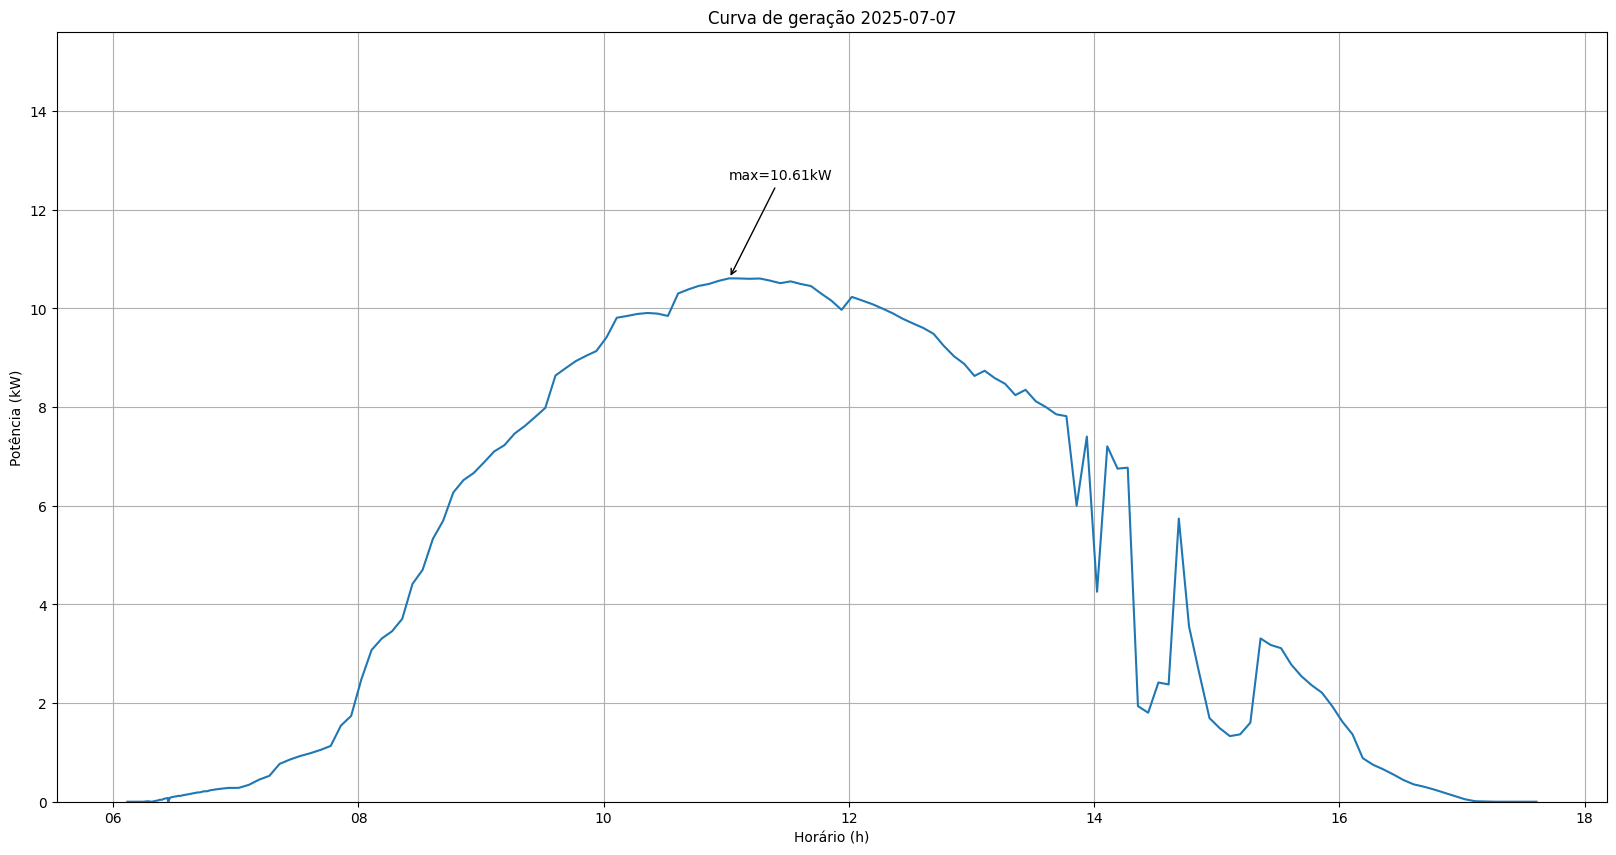 Curva de geração 2025-07-07
14
12
10
8
6
4
2
0
Potência (kW)
max=10.61kW
06 08 10 12 14 16 18
Horário (h)